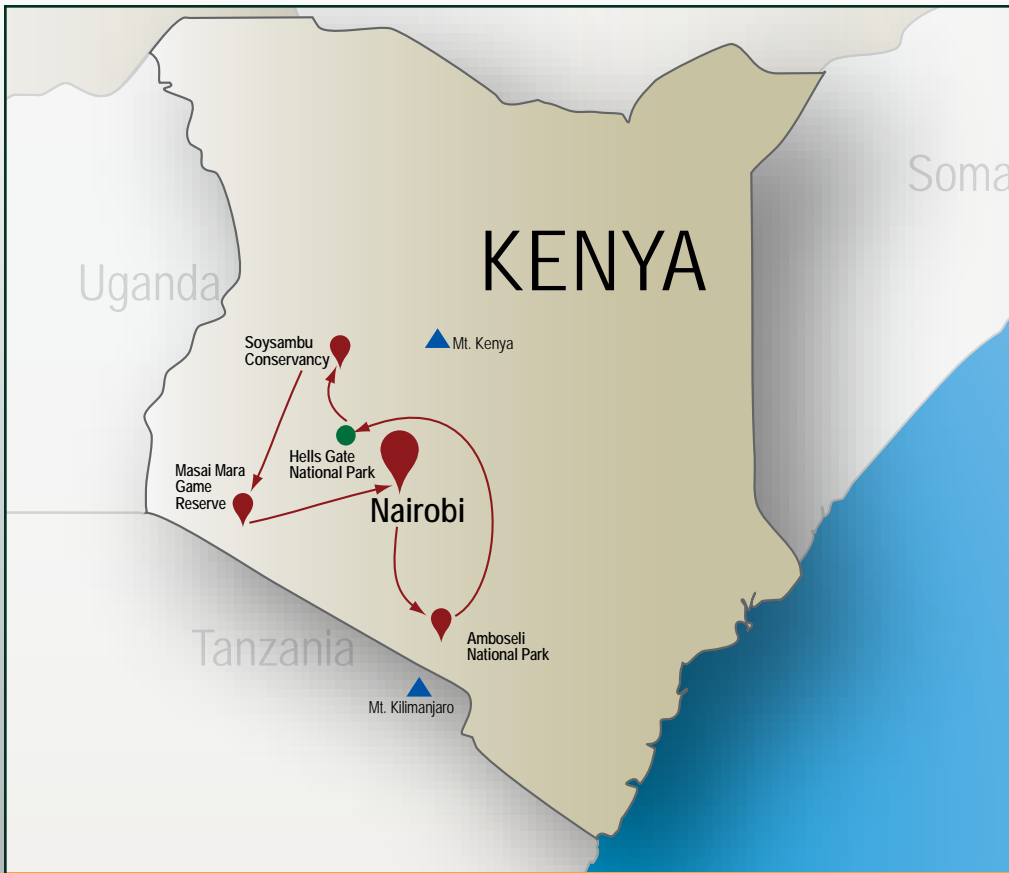 Soma
KENYA
Uganda
Soysambu
Conservancy
Mt. Kenya
Hells Gate
National Park
Masai Mara
Game
Reserve
Nairobi
Tanzania
Amboseli
National Park
Mt. Kilimanjaro